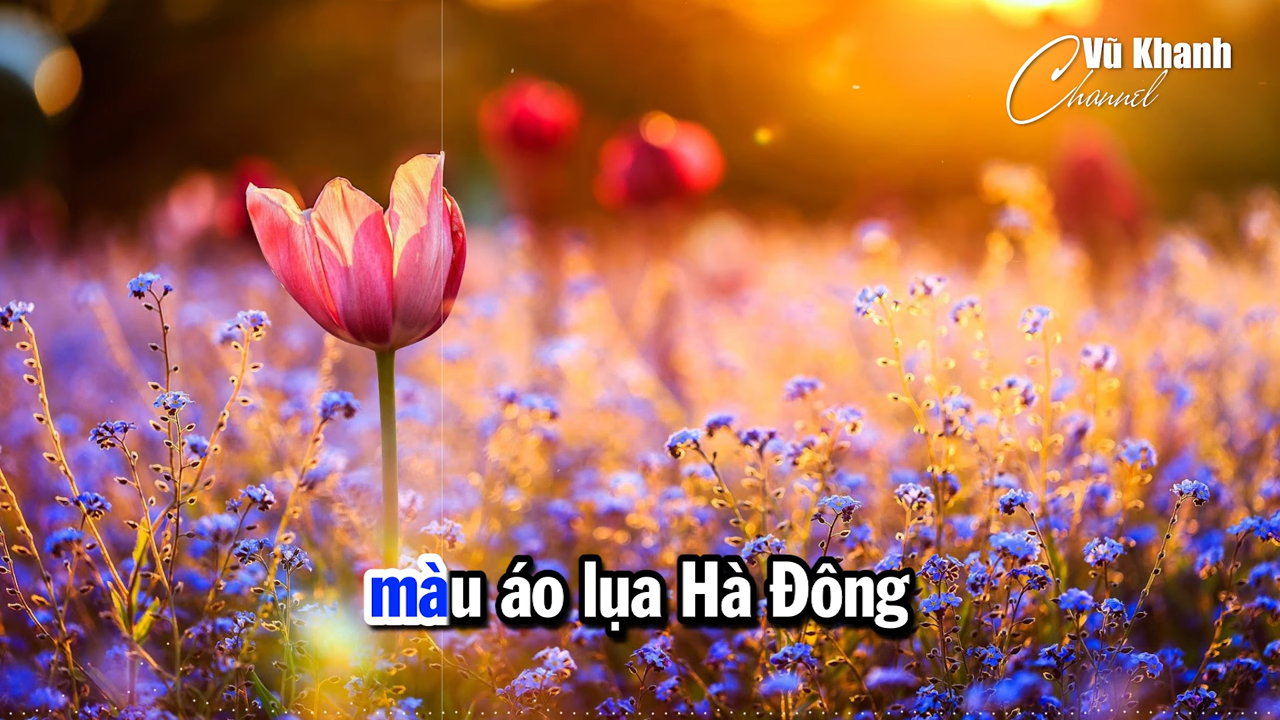 Vũ Khanh
Channel
màu áo lụa Hà Đông